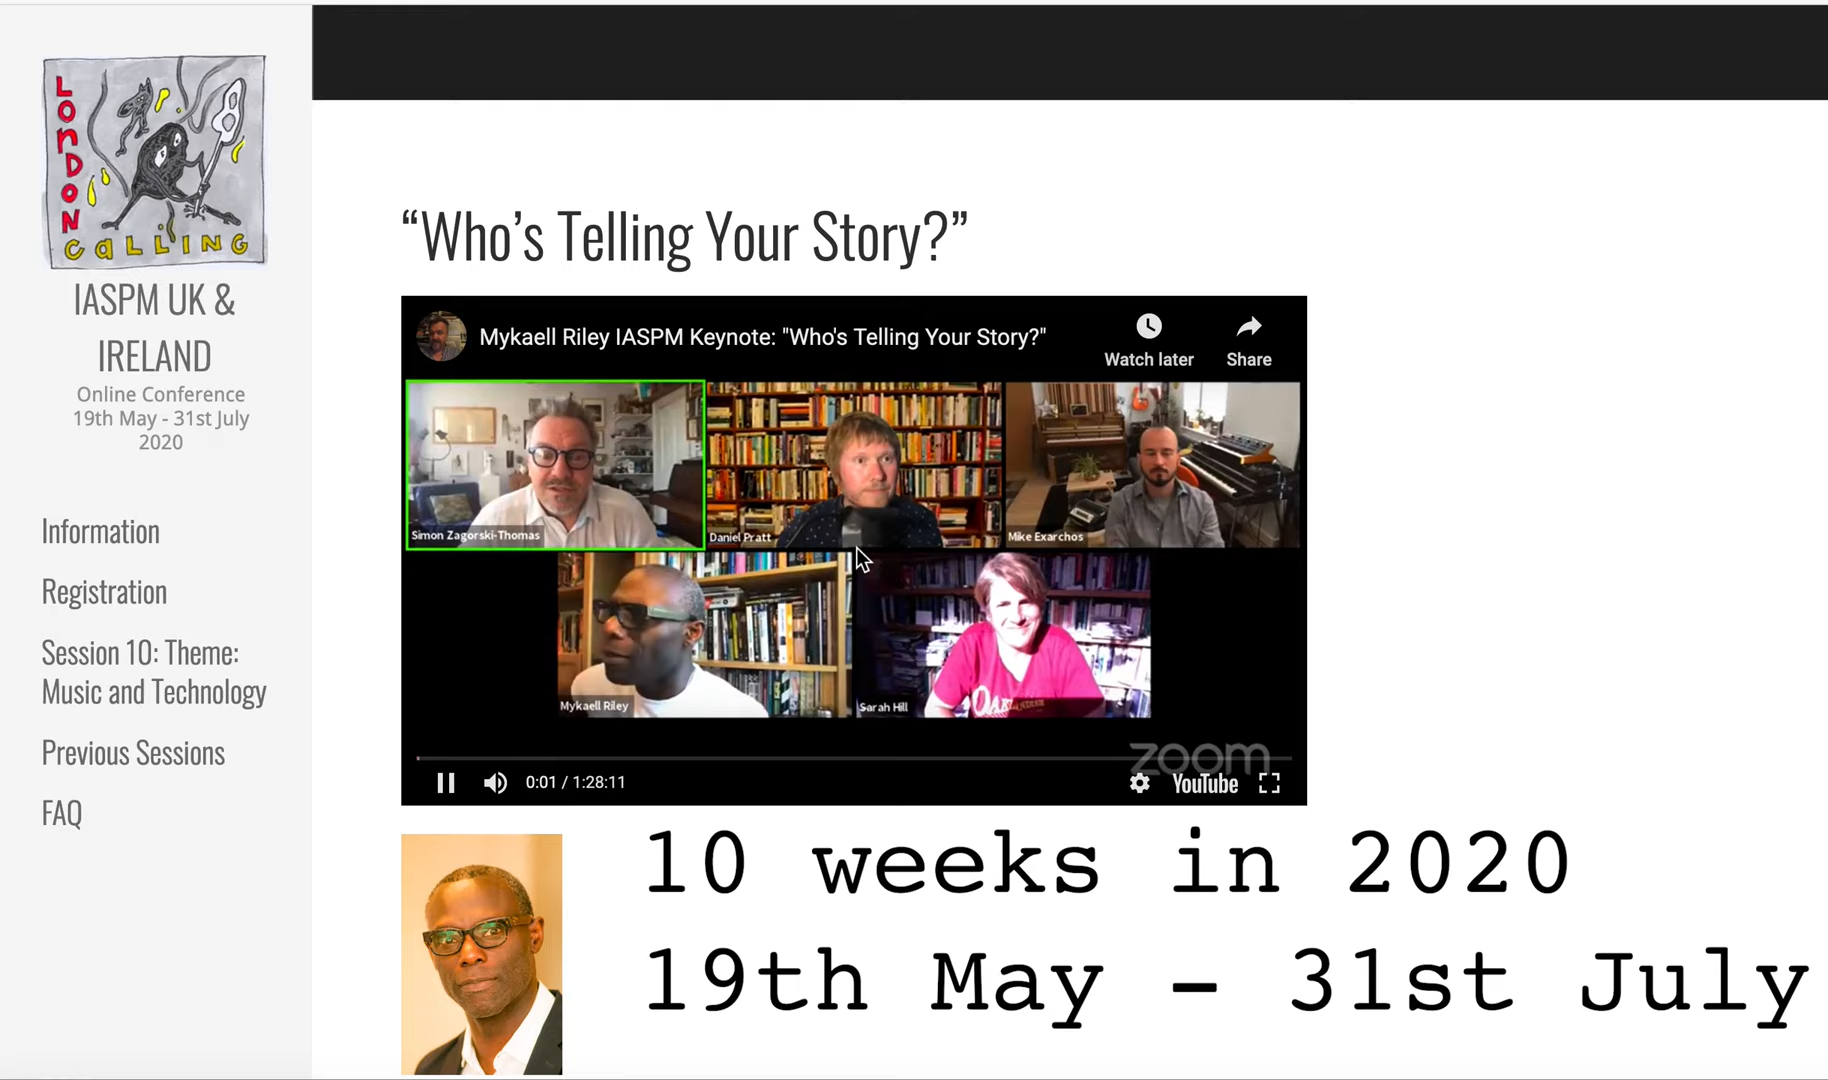 LonDON
CaLLING
IASPM UK &
IRELAND
Online Conference
19th May - 31st July
2020
Information
Registration
Session 10: Theme:
Music and Technology
Previous Sessions
FAQ
“Who’s Telling Your Story?”
Mykaell Riley IASPM Keynote: "Who's Telling Your Story?"
Watch later
Share
Simon Zagorski-Thomas
Daniel Pratt
Mike Exarchos
Mykaell Riley
Sarah Hill
zoom
0:01 / 1:28:11
YouTube
10 weeks in 2020
19th May - 31st July